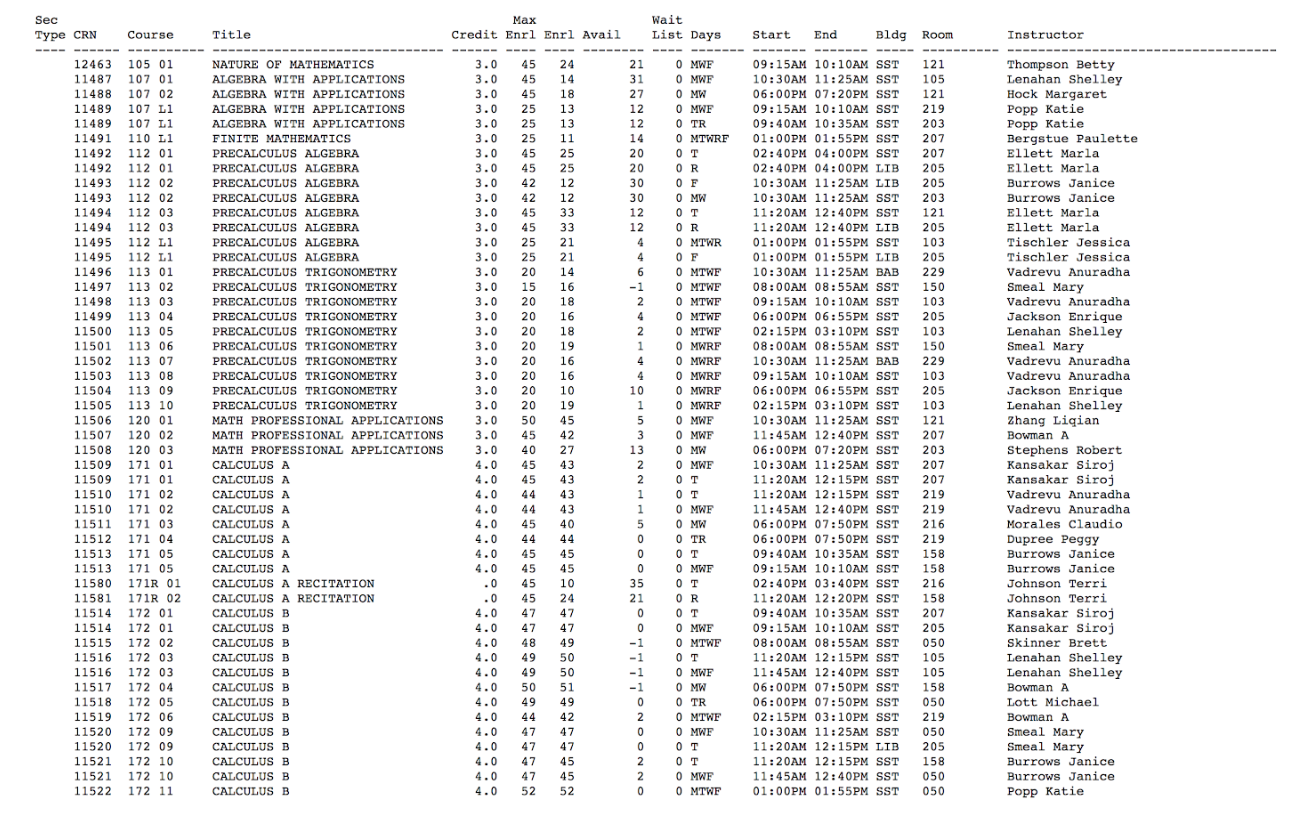 Sec Max Wait
Type CRN Course Title Credit Enrl Enrl Avail List Days Start End Bldg Room Instructor
---- ------ ---------- ------------------------------ ------ ---- ---- -------- ---- ------- ------- ------- ----- ---------- -----------------------------------
12463 105 01 NATURE OF MATHEMATICS 3.0 45 24 21 0 MWF 09:15AM 10:10AM SST 121 Thompson Betty
11487 107 01 ALGEBRA WITH APPLICATIONS 3.0 45 14 31 0 MWF 10:30AM 11:25AM SST 105 Lenahan Shelley
11488 107 02 ALGEBRA WITH APPLICATIONS 3.0 45 18 27 0 MW 06:00PM 07:20PM SST 121 Hock Margaret
11489 107 L1 ALGEBRA WITH APPLICATIONS 3.0 25 13 12 0 MWF 09:15AM 10:10AM SST 219 Popp Katie
11489 107 L1 ALGEBRA WITH APPLICATIONS 3.0 25 13 12 0 TR 09:40AM 10:35AM SST 203 Popp Katie
11491 110 L1 FINITE MATHEMATICS 3.0 25 11 14 0 MTWRF 01:00PM 01:55PM SST 207 Bergstue Paulette
11492 112 01 PRECALCULUS ALGEBRA 3.0 45 25 20 0 T 02:40PM 04:00PM SST 207 Ellett Marla
11492 112 01 PRECALCULUS ALGEBRA 3.0 45 25 20 0 R 02:40PM 04:00PM LIB 205 Ellett Marla
11493 112 02 PRECALCULUS ALGEBRA 3.0 42 12 30 0 F 10:30AM 11:25AM LIB 205 Burrows Janice
11493 112 02 PRECALCULUS ALGEBRA 3.0 42 12 30 0 MW 10:30AM 11:25AM SST 203 Burrows Janice
11494 112 03 PRECALCULUS ALGEBRA 3.0 45 33 12 0 T 11:20AM 12:40PM SST 121 Ellett Marla
11494 112 03 PRECALCULUS ALGEBRA 3.0 45 33 12 0 R 11:20AM 12:40PM LIB 205 Ellett Marla
11495 112 L1 PRECALCULUS ALGEBRA 3.0 25 21 4 0 MTWR 01:00PM 01:55PM SST 103 Tischler Jessica
11495 112 L1 PRECALCULUS ALGEBRA 3.0 25 21 4 0 F 01:00PM 01:55PM LIB 205 Tischler Jessica
11496 113 01 PRECALCULUS TRIGONOMETRY 3.0 20 14 6 0 MTWF 10:30AM 11:25AM BAB 229 Vadrevu Anuradha
11497 113 02 PRECALCULUS TRIGONOMETRY 3.0 15 16 -1 0 MTWF 08:00AM 08:55AM SST 150 Smeal Mary
11498 113 03 PRECALCULUS TRIGONOMETRY 3.0 20 18 2 0 MTWF 09:15AM 10:10AM SST 103 Vadrevu Anuradha
11499 113 04 PRECALCULUS TRIGONOMETRY 3.0 20 16 4 0 MTWF 06:00PM 06:55PM SST 205 Jackson Enrique
11500 113 05 PRECALCULUS TRIGONOMETRY 3.0 20 18 2 0 MTWF 02:15PM 03:10PM SST 103 Lenahan Shelley
11501 113 06 PRECALCULUS TRIGONOMETRY 3.0 20 19 1 0 MWRF 08:00AM 08:55AM SST 150 Smeal Mary
11502 113 07 PRECALCULUS TRIGONOMETRY 3.0 20 16 4 0 MWRF 10:30AM 11:25AM BAB 229 Vadrevu Anuradha
11503 113 08 PRECALCULUS TRIGONOMETRY 3.0 20 16 4 0 MWRF 09:15AM 10:10AM SST 103 Vadrevu Anuradha
11504 113 09 PRECALCULUS TRIGONOMETRY 3.0 20 10 10 0 MWRF 06:00PM 06:55PM SST 205 Jackson Enrique
11505 113 10 PRECALCULUS TRIGONOMETRY 3.0 20 19 1 0 MWRF 02:15PM 03:10PM SST 103 Lenahan Shelley
11506 120 01 MATH PROFESSIONAL APPLICATIONS 3.0 50 45 5 0 MWF 10:30AM 11:25AM SST 121 Zhang Liqian
11507 120 02 MATH PROFESSIONAL APPLICATIONS 3.0 45 42 3 0 MWF 11:45AM 12:40PM SST 207 Bowman A
11508 120 03 MATH PROFESSIONAL APPLICATIONS 3.0 40 27 13 0 MW 06:00PM 07:20PM SST 203 Stephens Robert
11509 171 01 CALCULUS A 4.0 45 43 2 0 MWF 10:30AM 11:25AM SST 207 Kansakar Siroj
11509 171 01 CALCULUS A 4.0 45 43 2 0 T 11:20AM 12:15PM SST 207 Kansakar Siroj
11510 171 02 CALCULUS A 4.0 44 43 1 0 T 11:20AM 12:15PM SST 219 Vadrevu Anuradha
11510 171 02 CALCULUS A 4.0 44 43 1 0 MWF 11:45AM 12:40PM SST 219 Vadrevu Anuradha
11511 171 03 CALCULUS A 4.0 45 40 5 0 MW 06:00PM 07:50PM SST 216 Morales Claudio
11512 171 04 CALCULUS A 4.0 44 44 0 0 TR 06:00PM 07:50PM SST 219 Dupree Peggy
11513 171 05 CALCULUS A 4.0 45 45 0 0 T 09:40AM 10:35AM SST 158 Burrows Janice
11513 171 05 CALCULUS A 4.0 45 45 0 0 MWF 09:15AM 10:10AM SST 158 Burrows Janice
11580 171R 01 CALCULUS A RECITATION .0 45 10 35 0 T 02:40PM 03:40PM SST 216 Johnson Terri
11581 171R 02 CALCULUS A RECITATION .0 45 24 21 0 R 11:20AM 12:20PM SST 158 Johnson Terri
11514 172 01 CALCULUS B 4.0 47 47 0 0 T 09:40AM 10:35AM SST 207 Kansakar Siroj
11514 172 01 CALCULUS B 4.0 47 47 0 0 MWF 09:15AM 10:10AM SST 205 Kansakar Siroj
11515 172 02 CALCULUS B 4.0 48 49 -1 0 MTWF 08:00AM 08:55AM SST 050 Skinner Brett
11516 172 03 CALCULUS B 4.0 49 50 -1 0 T 11:20AM 12:15PM SST 105 Lenahan Shelley
11516 172 03 CALCULUS B 4.0 49 50 -1 0 MWF 11:45AM 12:40PM SST 105 Lenahan Shelley
11517 172 04 CALCULUS B 4.0 50 51 -1 0 MW 06:00PM 07:50PM SST 158 Bowman A
11518 172 05 CALCULUS B 4.0 49 49 0 0 TR 06:00PM 07:50PM SST 050 Lott Michael
11519 172 06 CALCULUS B 4.0 44 42 2 0 MTWF 02:15PM 03:10PM SST 219 Bowman A
11520 172 09 CALCULUS B 4.0 47 47 0 0 MWF 10:30AM 11:25AM SST 050 Smeal Mary
11520 172 09 CALCULUS B 4.0 47 47 0 0 T 11:20AM 12:15PM LIB 205 Smeal Mary
11521 172 10 CALCULUS B 4.0 47 45 2 0 T 11:20AM 12:15PM SST 158 Burrows Janice
11521 172 10 CALCULUS B 4.0 47 45 2 0 MWF 11:45AM 12:40PM SST 050 Burrows Janice
11522 172 11 CALCULUS B 4.0 52 52 0 0 MTWF 01:00PM 01:55PM SST 050 Popp Katie